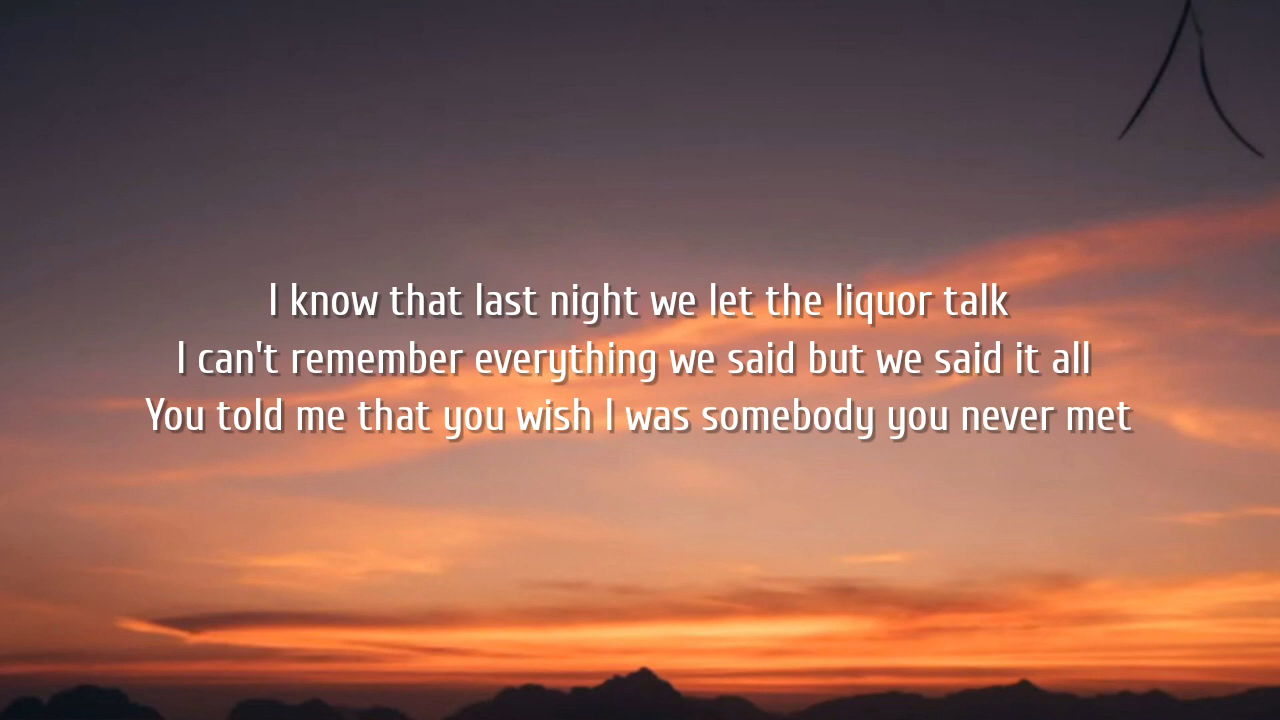 I know that last night we let the liquor talk
I can't remember everything we said but we said it all
You told me that you wish I was somebody you never met